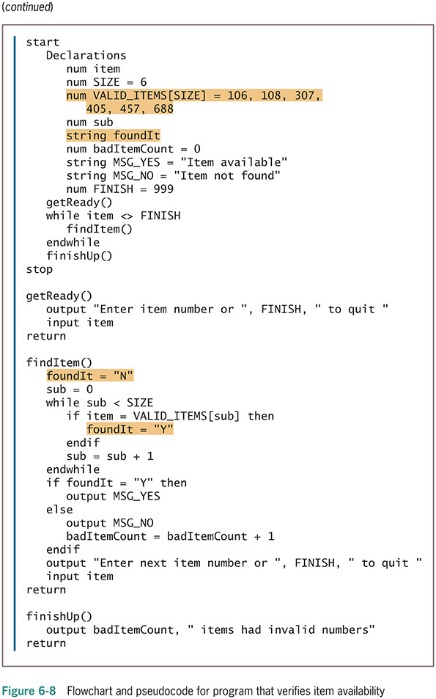 (continued)
start
Declarations
num item
num SIZE = 6
num VALID_ITEMS[SIZE] = 106, 108, 307,
405, 457, 688
num sub
string foundIt
num badItemCount = 0
string MSG_YES = "Item available"
string MSG_NO = "Item not found"
num FINISH = 999
getReady()
while item <> FINISH
findItem()
endwhile
finishUp()
stop
getReady()
output "Enter item number or ", FINISH, " to quit "
input item
return
findItem()
foundIt = "N"
sub = 0
while sub < SIZE
if item = VALID_ITEMS[sub] then
foundIt = "Y"
endif
sub = sub + 1
endwhile
if foundIt = "Y" then
output MSG_YES
else
output MSG_NO
badItemCount = badItemCount + 1
endif
output "Enter next item number or ", FINISH, " to quit "
input item
return
finishUp()
output badItemCount, " items had invalid numbers"
return
Figure 6-8 Flowchart and pseudocode for program that verifies item availability